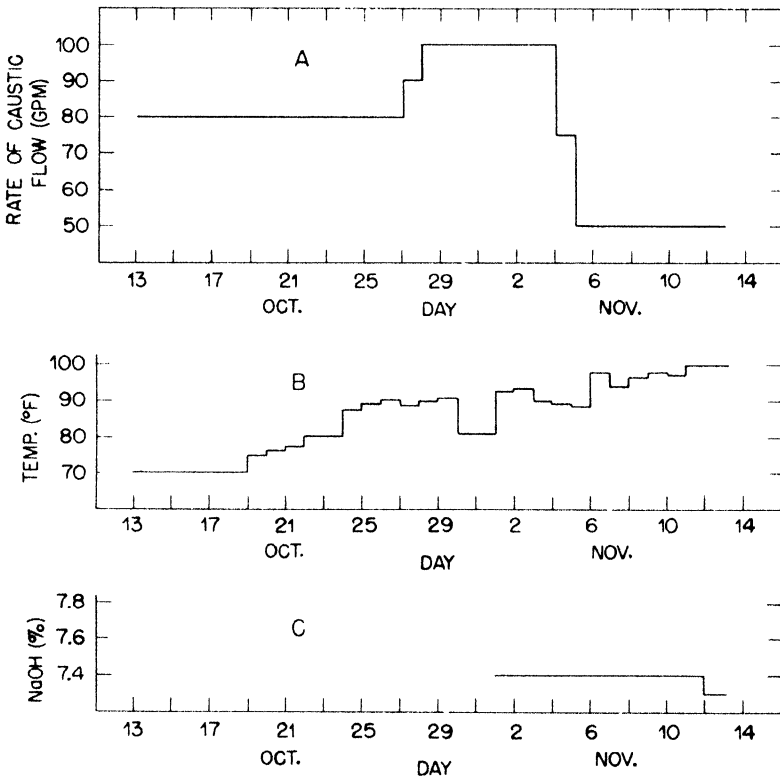 RATE OF CAUSTIC
FLOW (GPM)
100
90
80
70
60
50
A
13 17 21 25 29 2 6 10 14
OCT. DAY NOV.
TEMP. (°F)
100
90
80
70
B
13 17 21 25 29 2 6 10 14
OCT. DAY NOV.
NaOH (%)
7.8
7.6
7.4
C
13 17 21 25 29 2 6 10 14
OCT. DAY NOV.